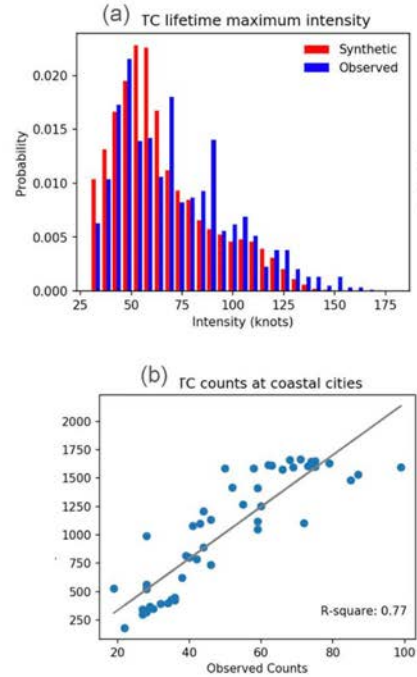 (a)
TC lifetime maximum intensity
Synthetic
Observed
0.020
0.015
0.010
0.005
0.000
Probability
25 50 75 100 125 150 175
Intensity (knots)
(b)
TC counts at coastal cities
2000
1750
1500
1250
1000
750
500
250
R-square: 0.77
20 40 60 80 100
Observed Counts